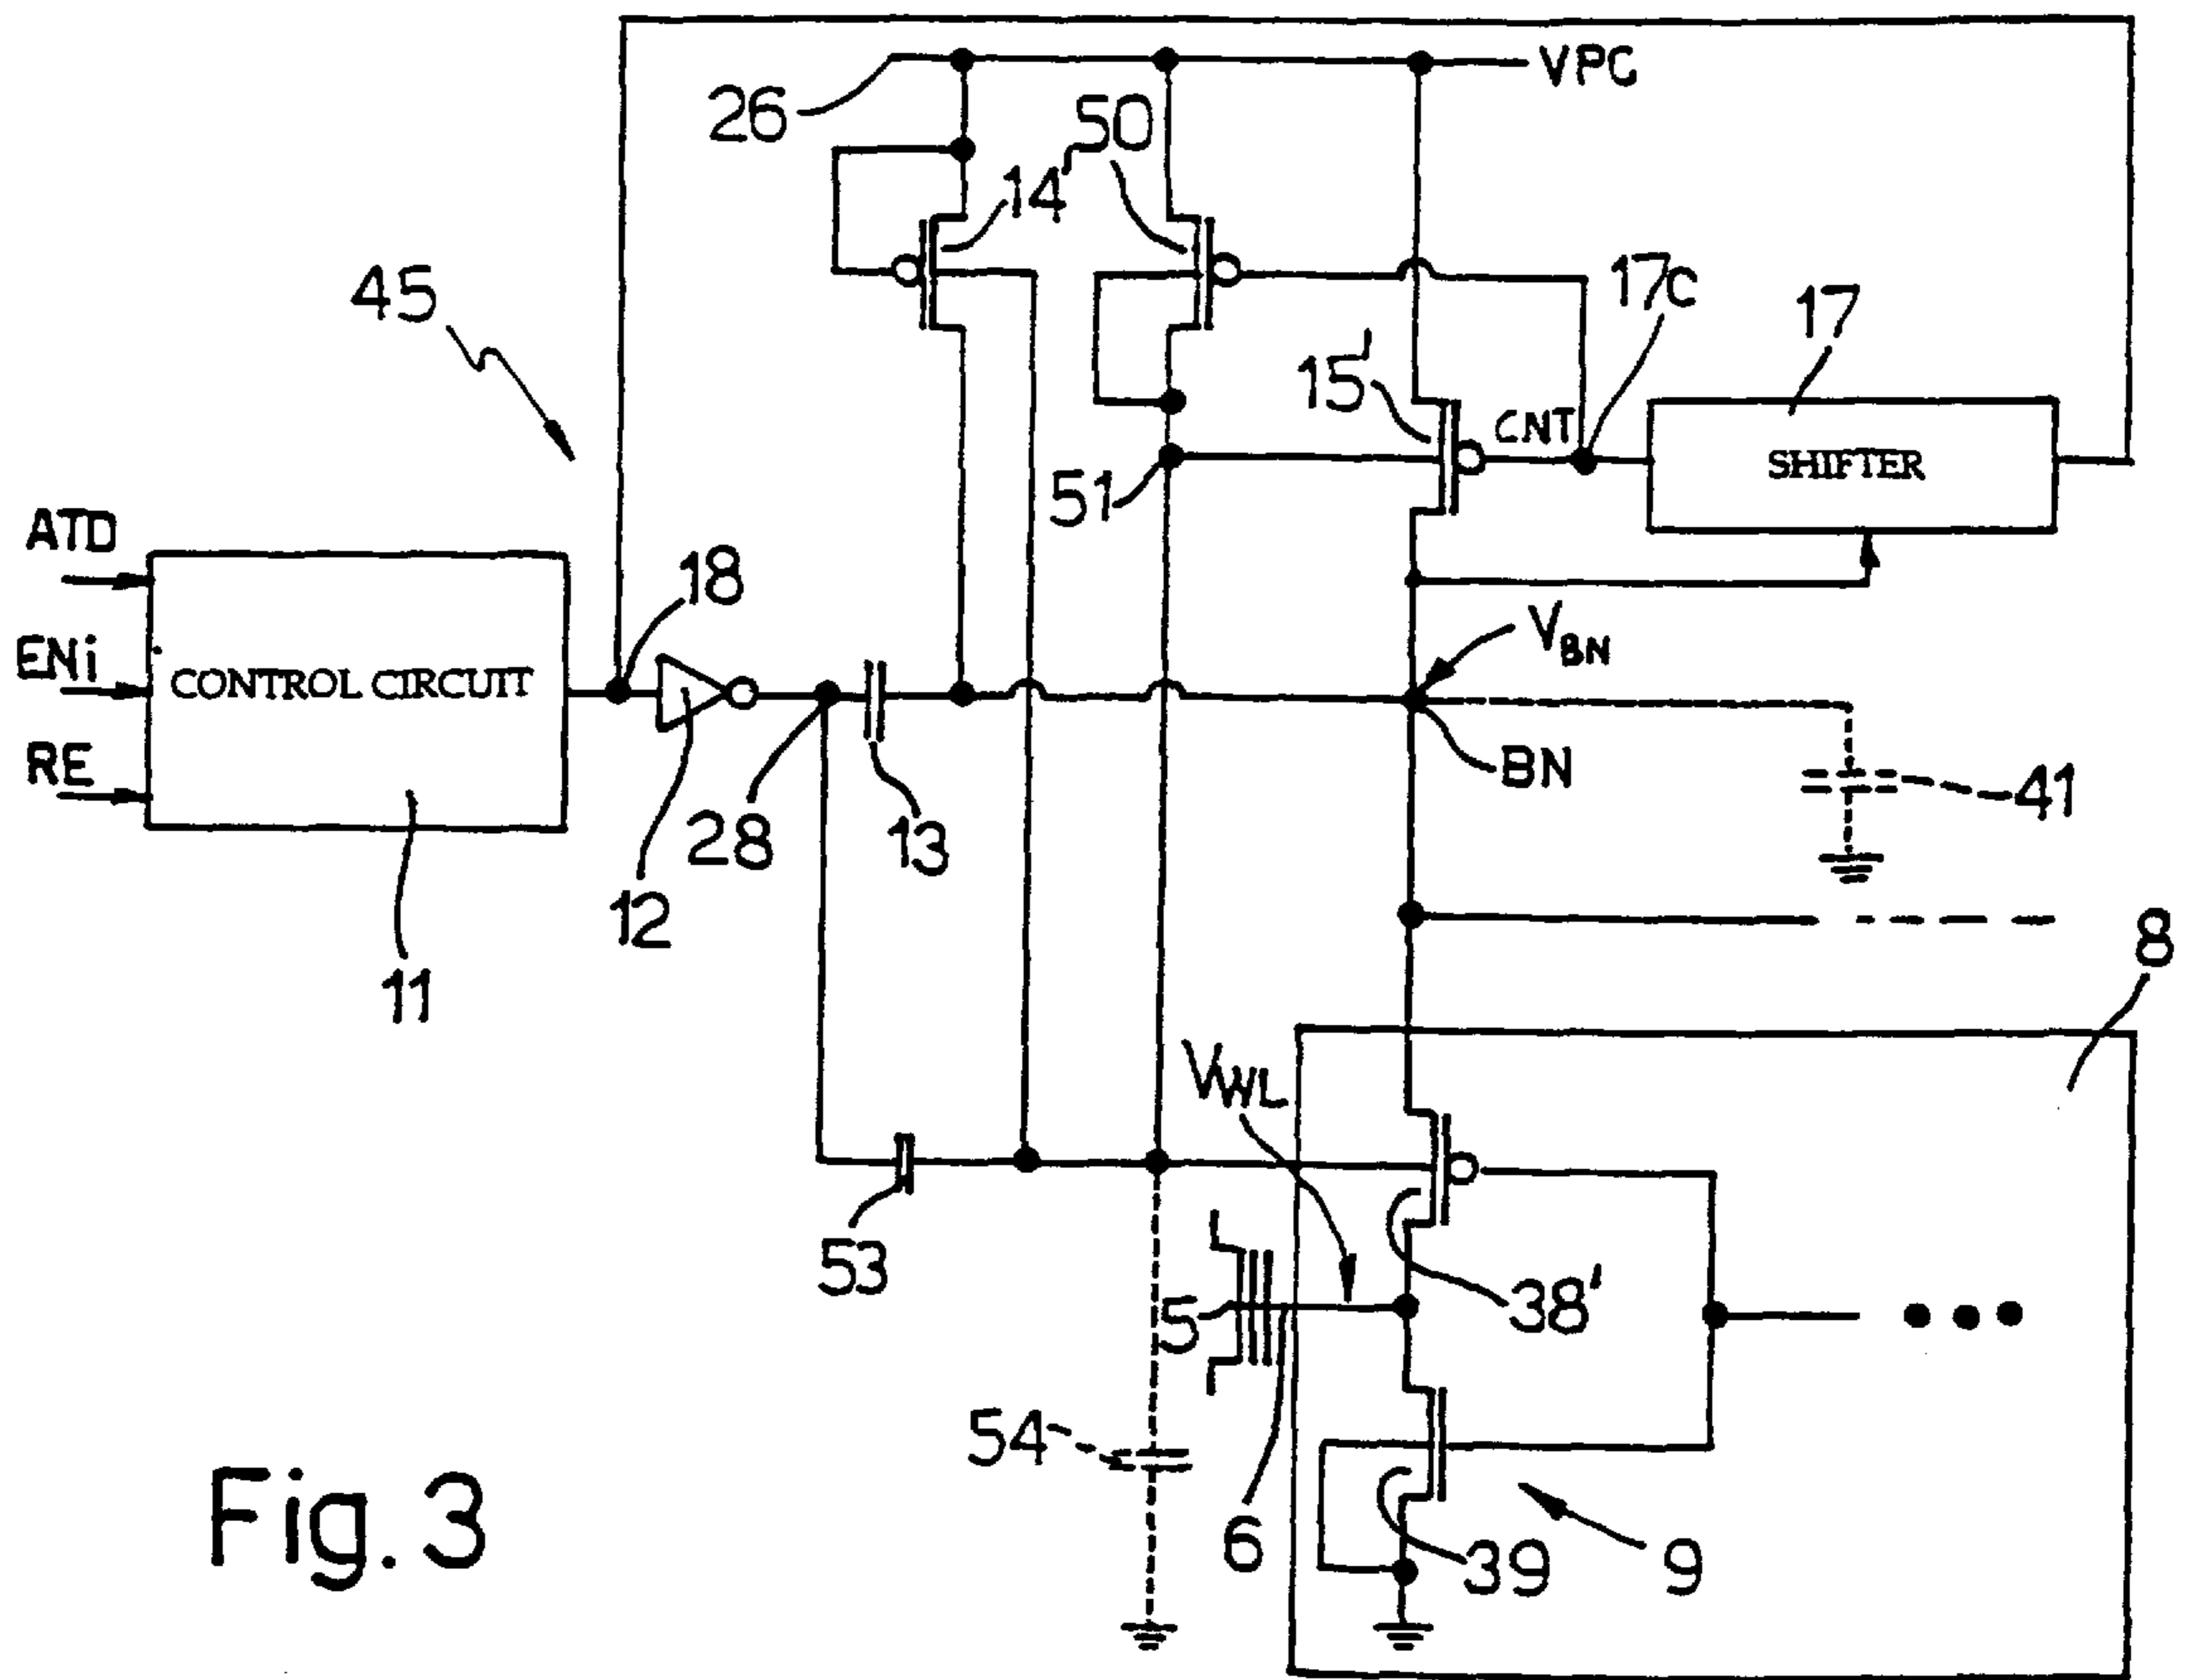 VPC
26
50
14'
45
17C
17
15'
CNT
SHIFTER
51
ATD
18
ENi
CONTROL CIRCUIT
V_BN
RE
BN
41
28
13
12
11
8
VWL
53
38'
5
54
6
39
9
Fig. 3